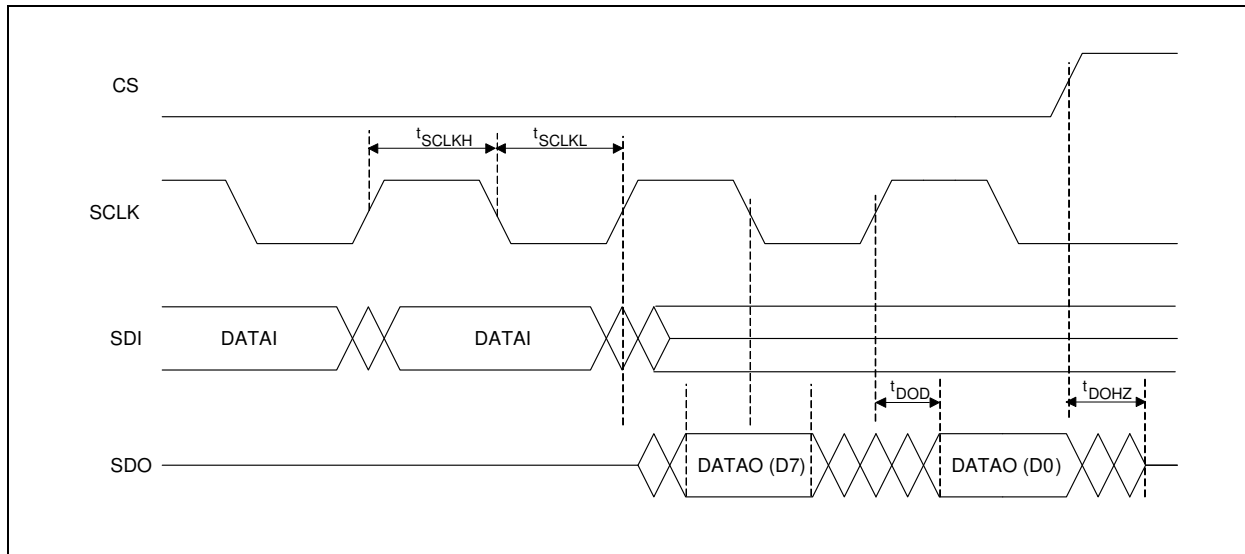 CS
tSCLKH
tSCLKL
SCLK
SDI
DATAI
DATAI
tDOD
tDOHZ
SDO
DATAO (D7)
DATAO (D0)